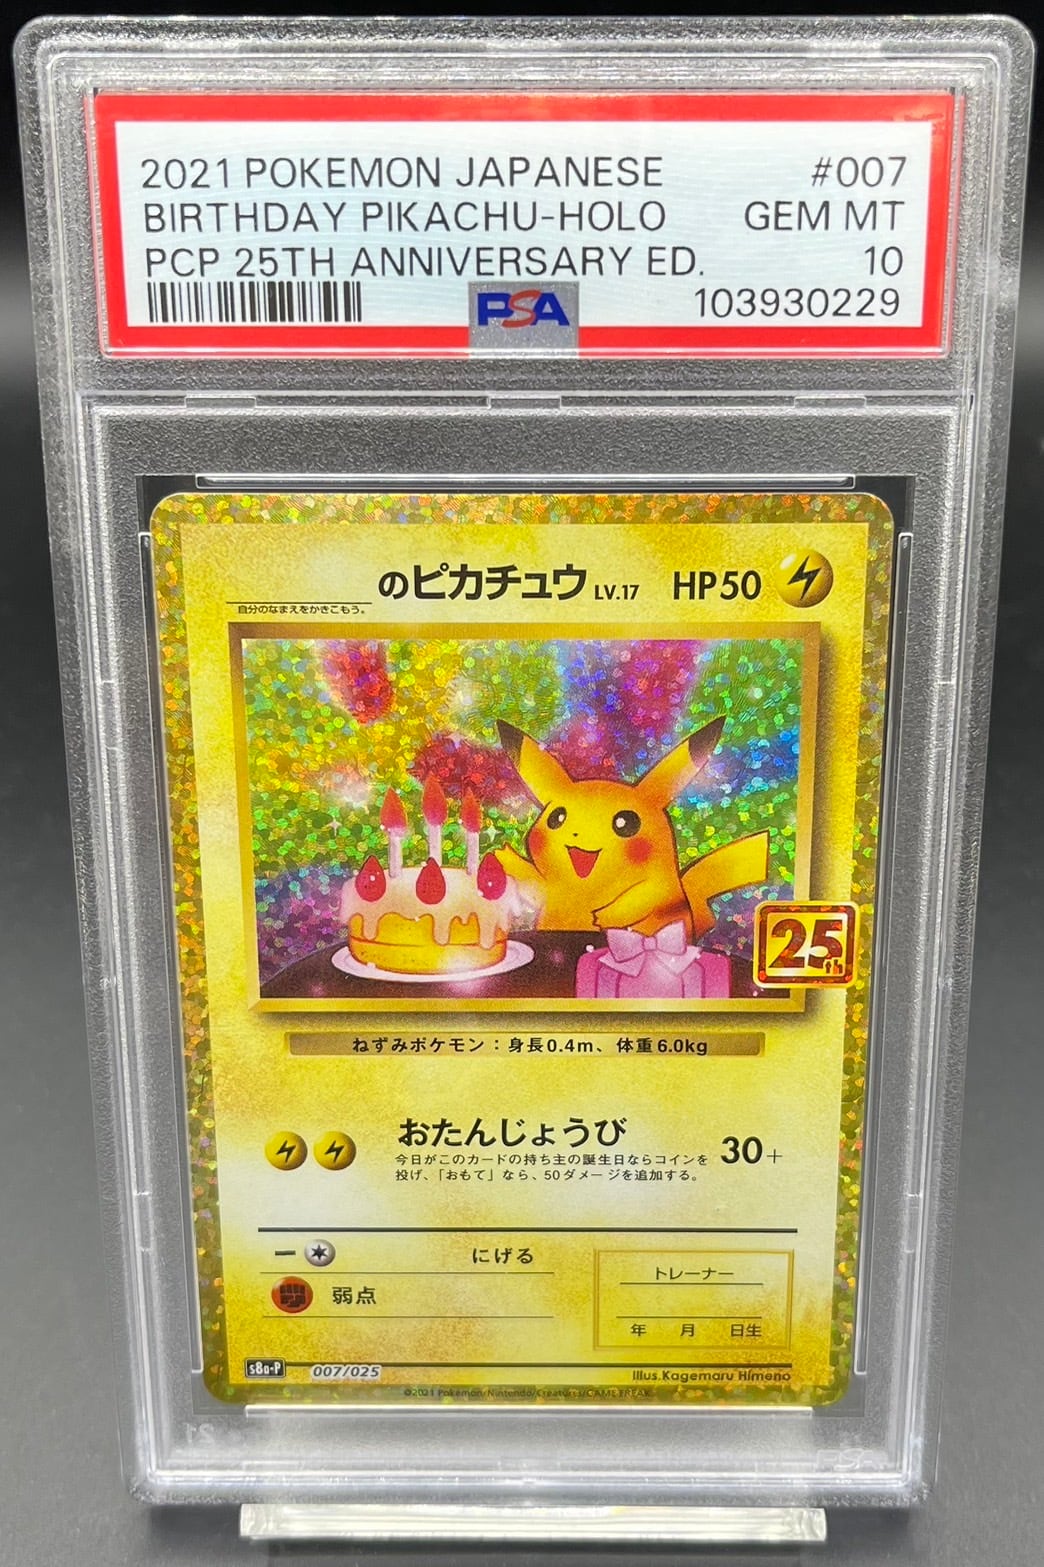 2021 POKEMON JAPANESE #007
BIRTHDAY PIKACHU-HOLO GEM MT
PCP 25TH ANNIVERSARY ED. 10
PSA 103930229
のピカチュウ LV.17 HP50
自分のなまえをかきこもう。
25th
ねずみポケモン：身長0.4m、体重6.0kg
おたんじょうび 30+
今日がこのカードの持ち主の誕生日ならコインを
投げ、「おもて」なら、50ダメージを追加する。
にげる
弱点
トレーナー
年 月 日生
s8a-P 007/025
Illus.Kagemaru Himeno
©2021 Pokémon/Nintendo/Creatures/GAME FREAK